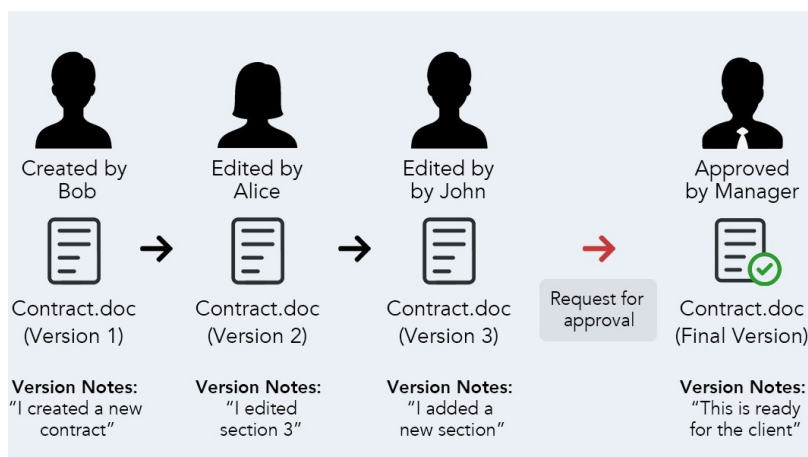 Created by
Bob
Edited by
Alice
Edited by
by John
Approved
by Manager
Contract.doc
(Version 1)
Contract.doc
(Version 2)
Contract.doc
(Version 3)
Request for
approval
Contract.doc
(Final Version)
Version Notes:
“I created a new
contract”
Version Notes:
“I edited
section 3”
Version Notes:
“I added a
new section”
Version Notes:
“This is ready
for the client”